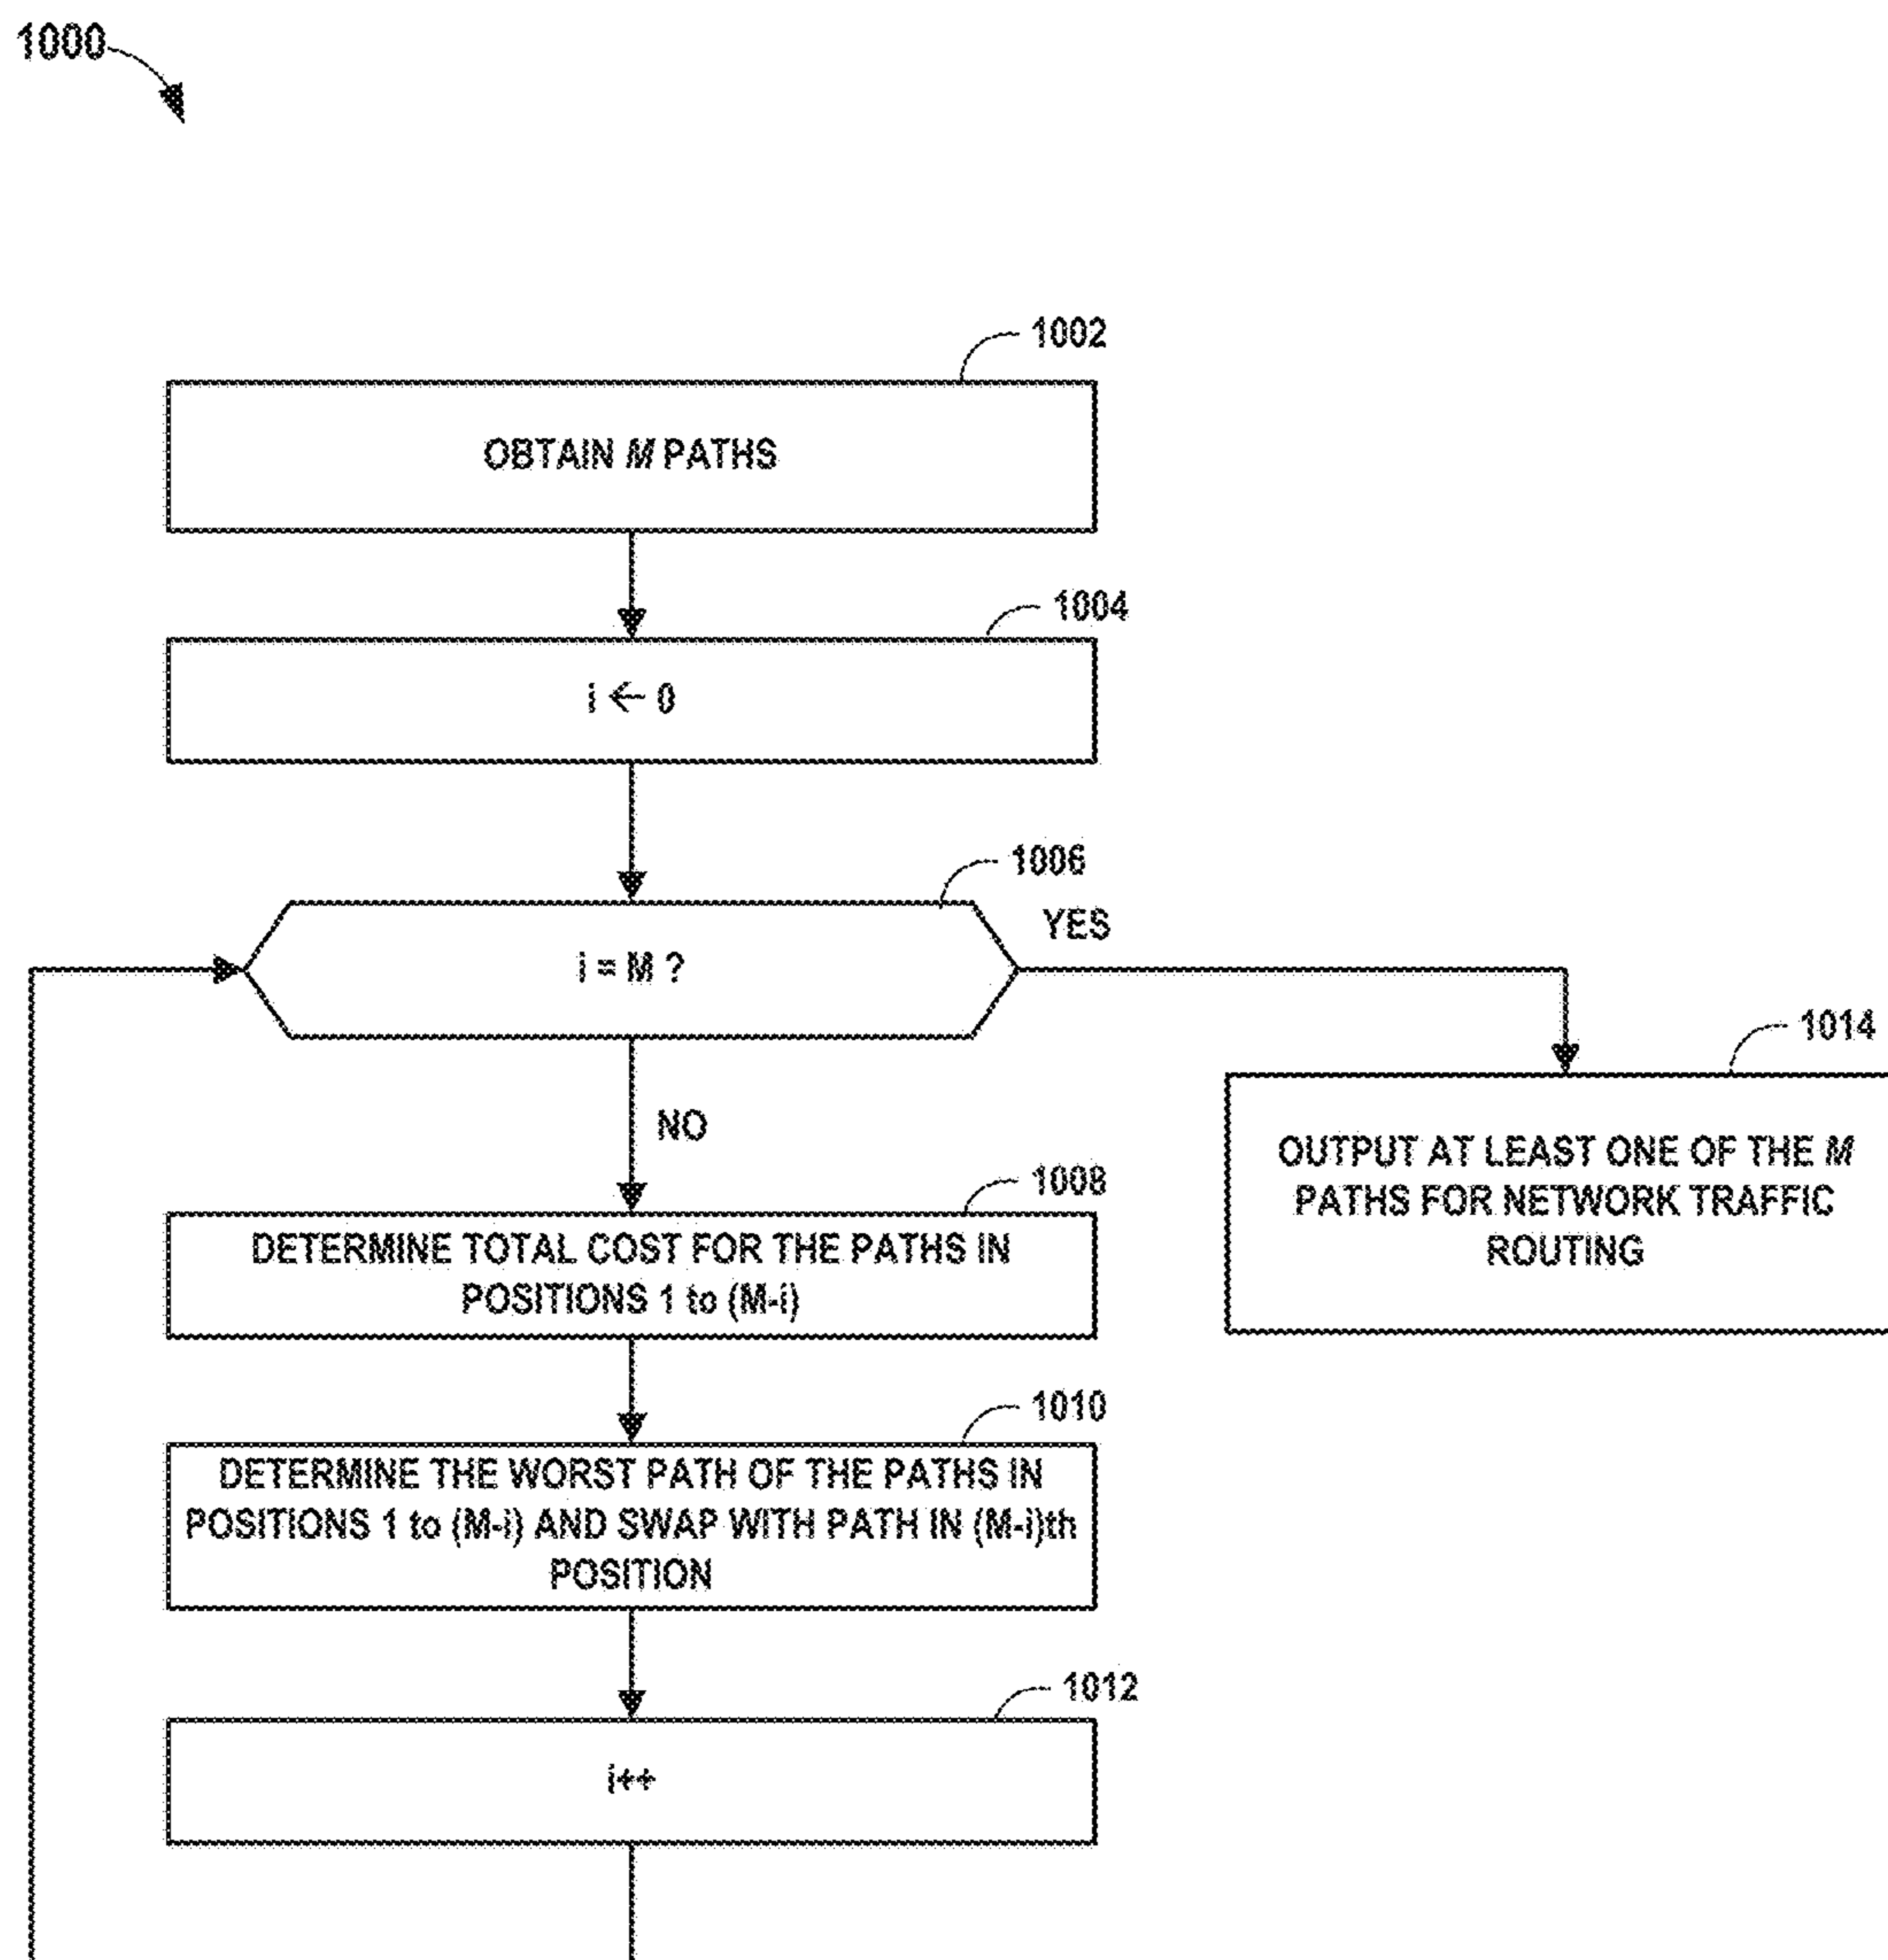 1000
1002
OBTAIN M PATHS
1004
i ← 0
1006
i = M ?
YES
1014
OUTPUT AT LEAST ONE OF THE M
PATHS FOR NETWORK TRAFFIC
ROUTING
NO
1008
DETERMINE TOTAL COST FOR THE PATHS IN
POSITIONS 1 to (M-i)
1010
DETERMINE THE WORST PATH OF THE PATHS IN
POSITIONS 1 to (M-i) AND SWAP WITH PATH IN (M-i)th
POSITION
1012
i++